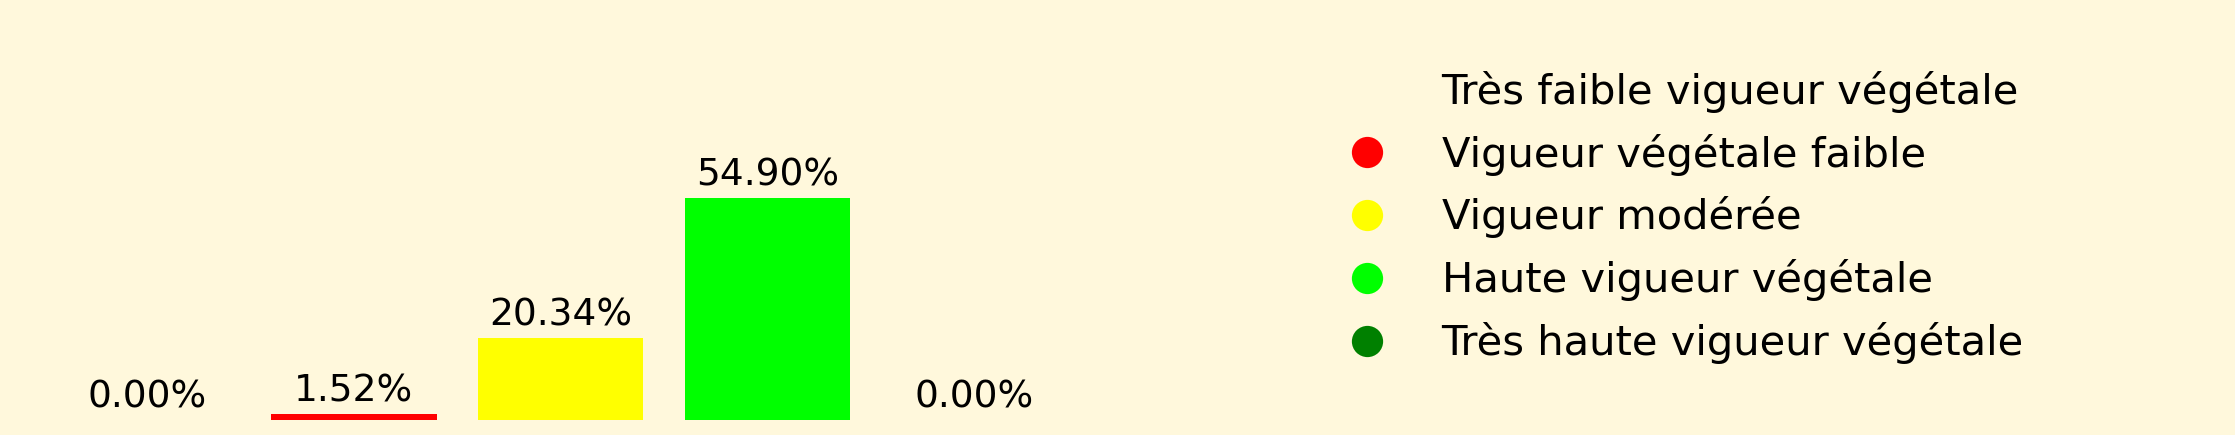 0.00%
1.52%
20.34%
54.90%
0.00%
Très faible vigueur végétale
Vigueur végétale faible
Vigueur modérée
Haute vigueur végétale
Très haute vigueur végétale